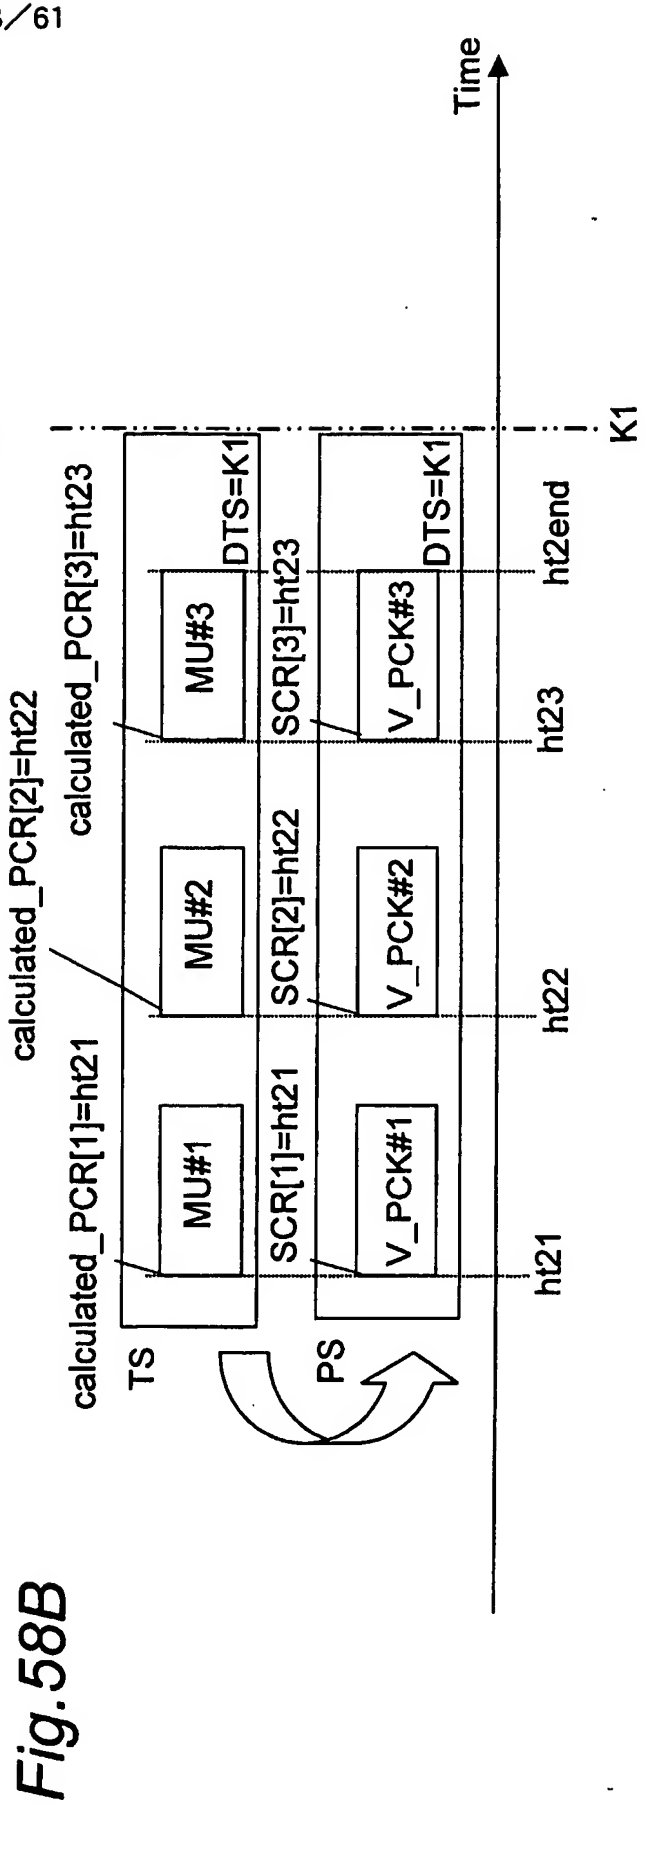 /61
Fig.58B
calculated_PCR[1]=ht21
calculated_PCR[2]=ht22
calculated_PCR[3]=ht23
TS
MU#1
MU#2
MU#3
DTS=K1
SCR[1]=ht21
SCR[2]=ht22
SCR[3]=ht23
PS
V_PCK#1
V_PCK#2
V_PCK#3
DTS=K1
Time
ht21
ht22
ht23
ht2end
K1